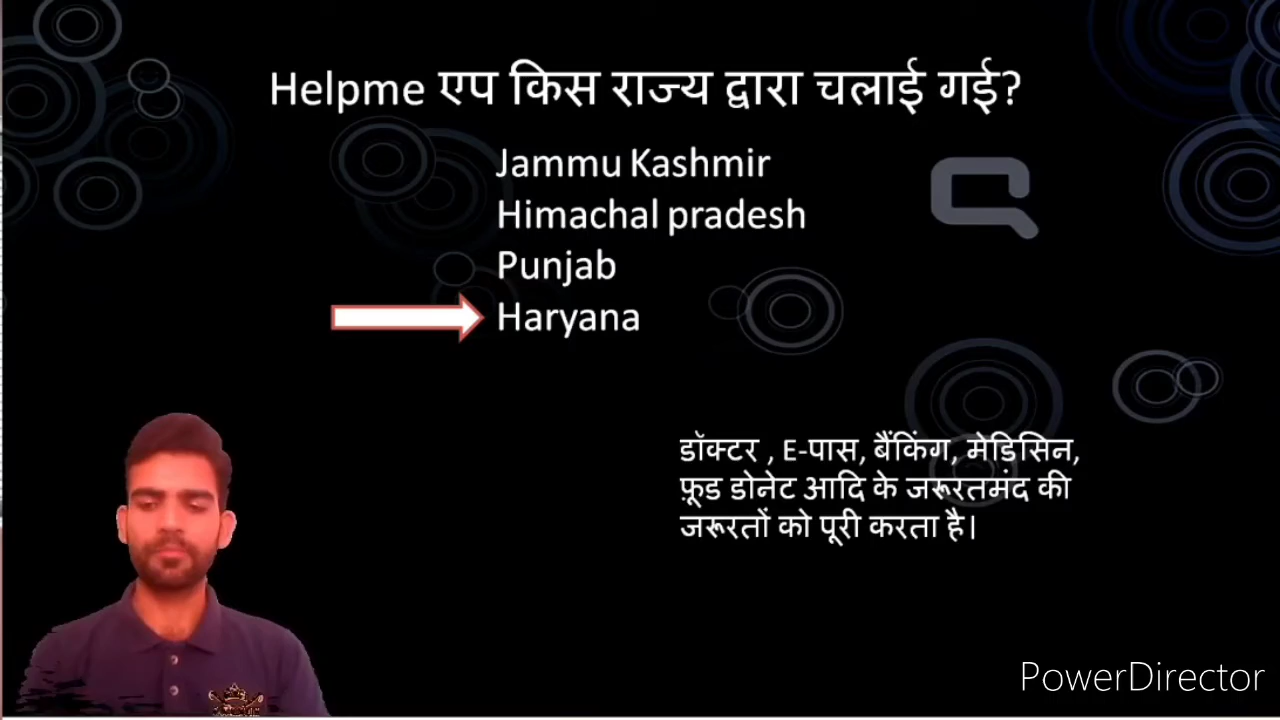 Helpme एप किस राज्य द्वारा चलाई गई?
Jammu Kashmir
Himachal pradesh
Punjab
Haryana
डॉक्टर , E-पास, बैंकिंग, मेडिसिन,
फ़ूड डोनेट आदि के जरूरतमंद की
जरूरतों को पूरी करता है।
PowerDirector